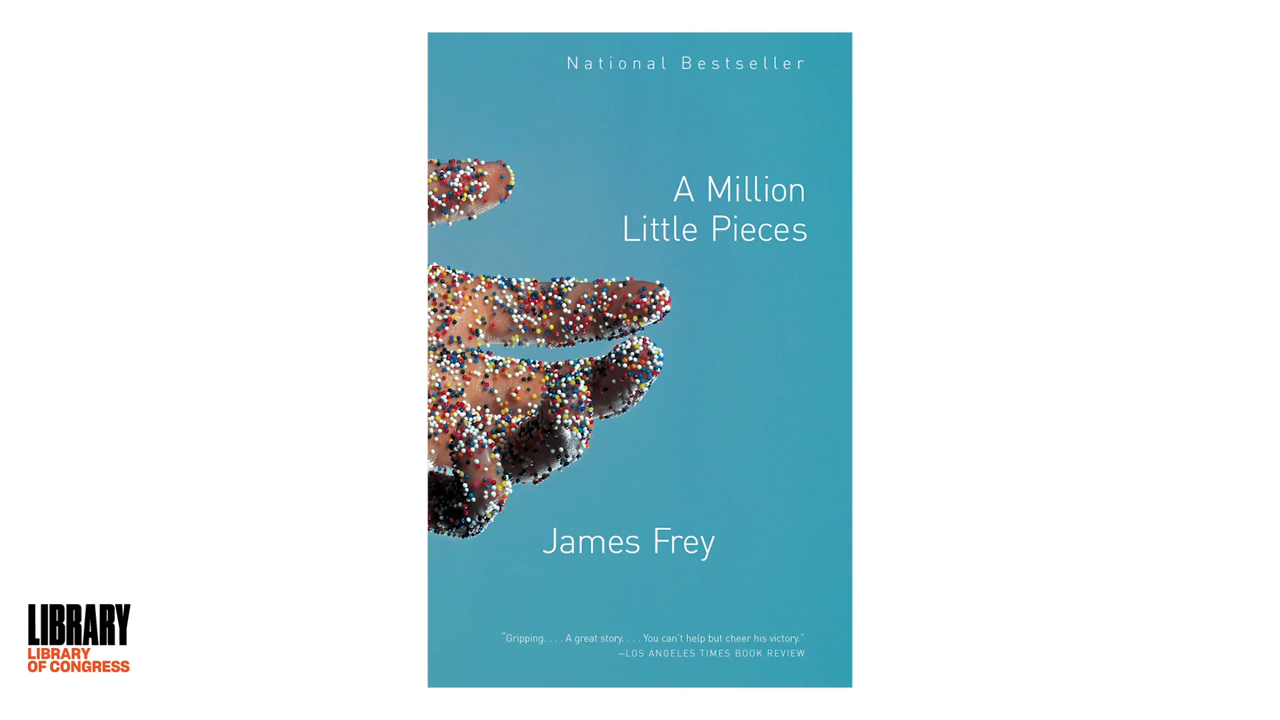 National Bestseller
A Million
Little Pieces
James Frey
“Gripping. . . . A great story. . . . You can’t help but cheer his victory.”
—LOS ANGELES TIMES BOOK REVIEW
LIBRARY
LIBRARY
OF CONGRESS